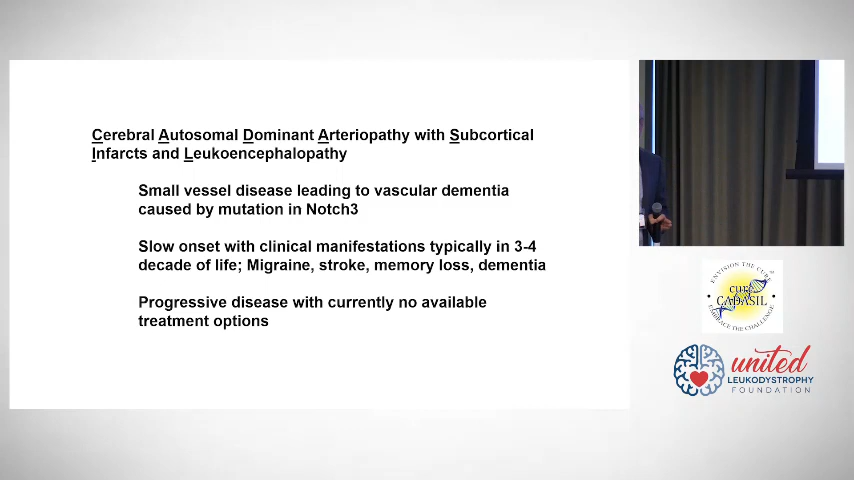 Cerebral Autosomal Dominant Arteriopathy with Subcortical
Infarcts and Leukoencephalopathy
Small vessel disease leading to vascular dementia
caused by mutation in Notch3
Slow onset with clinical manifestations typically in 3-4
decade of life; Migraine, stroke, memory loss, dementia
Progressive disease with currently no available
treatment options
ENVISION THE CURE
cure
CADASIL
EMBRACE THE CHALLENGE
united
LEUKODYSTROPHY
FOUNDATION